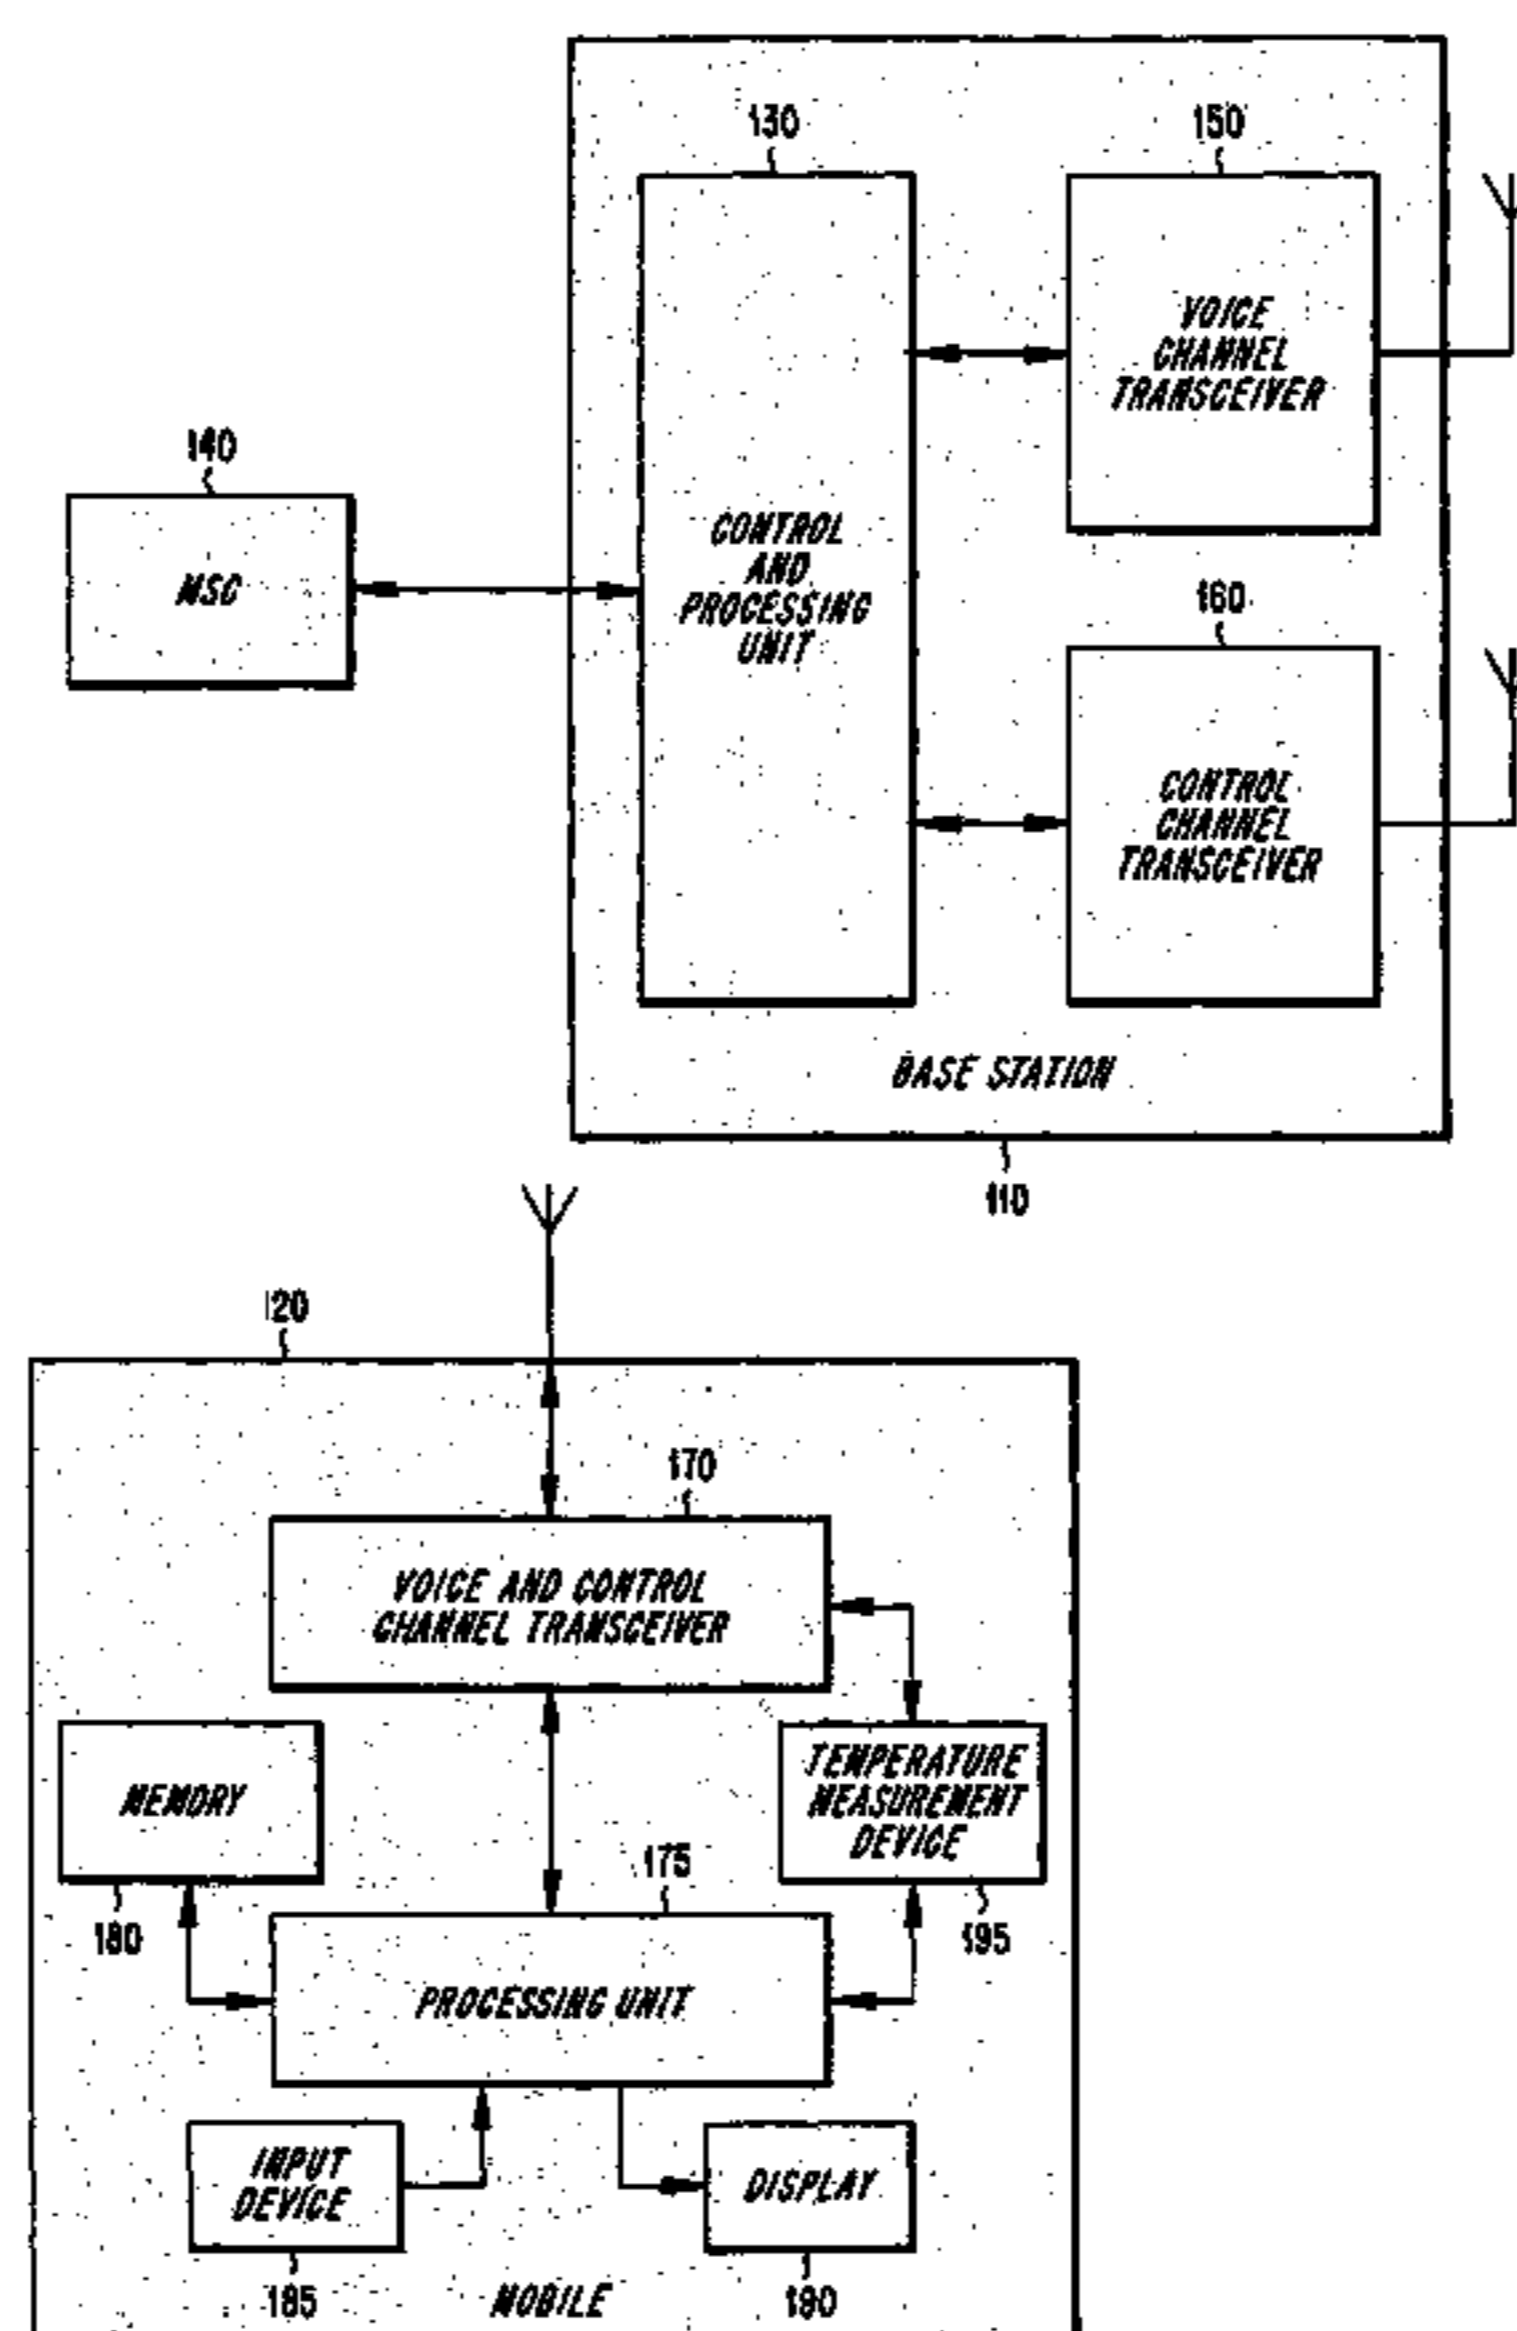 130
150
VOICE
CHANNEL
TRANSCEIVER
140
MSC
CONTROL
AND
PROCESSING
UNIT
160
CONTROL
CHANNEL
TRANSCEIVER
BASE STATION
110
120
170
VOICE AND CONTROL
CHANNEL TRANSCEIVER
MEMORY
TEMPERATURE
MEASUREMENT
DEVICE
175
180
195
PROCESSING UNIT
INPUT
DEVICE
DISPLAY
185
MOBILE
190